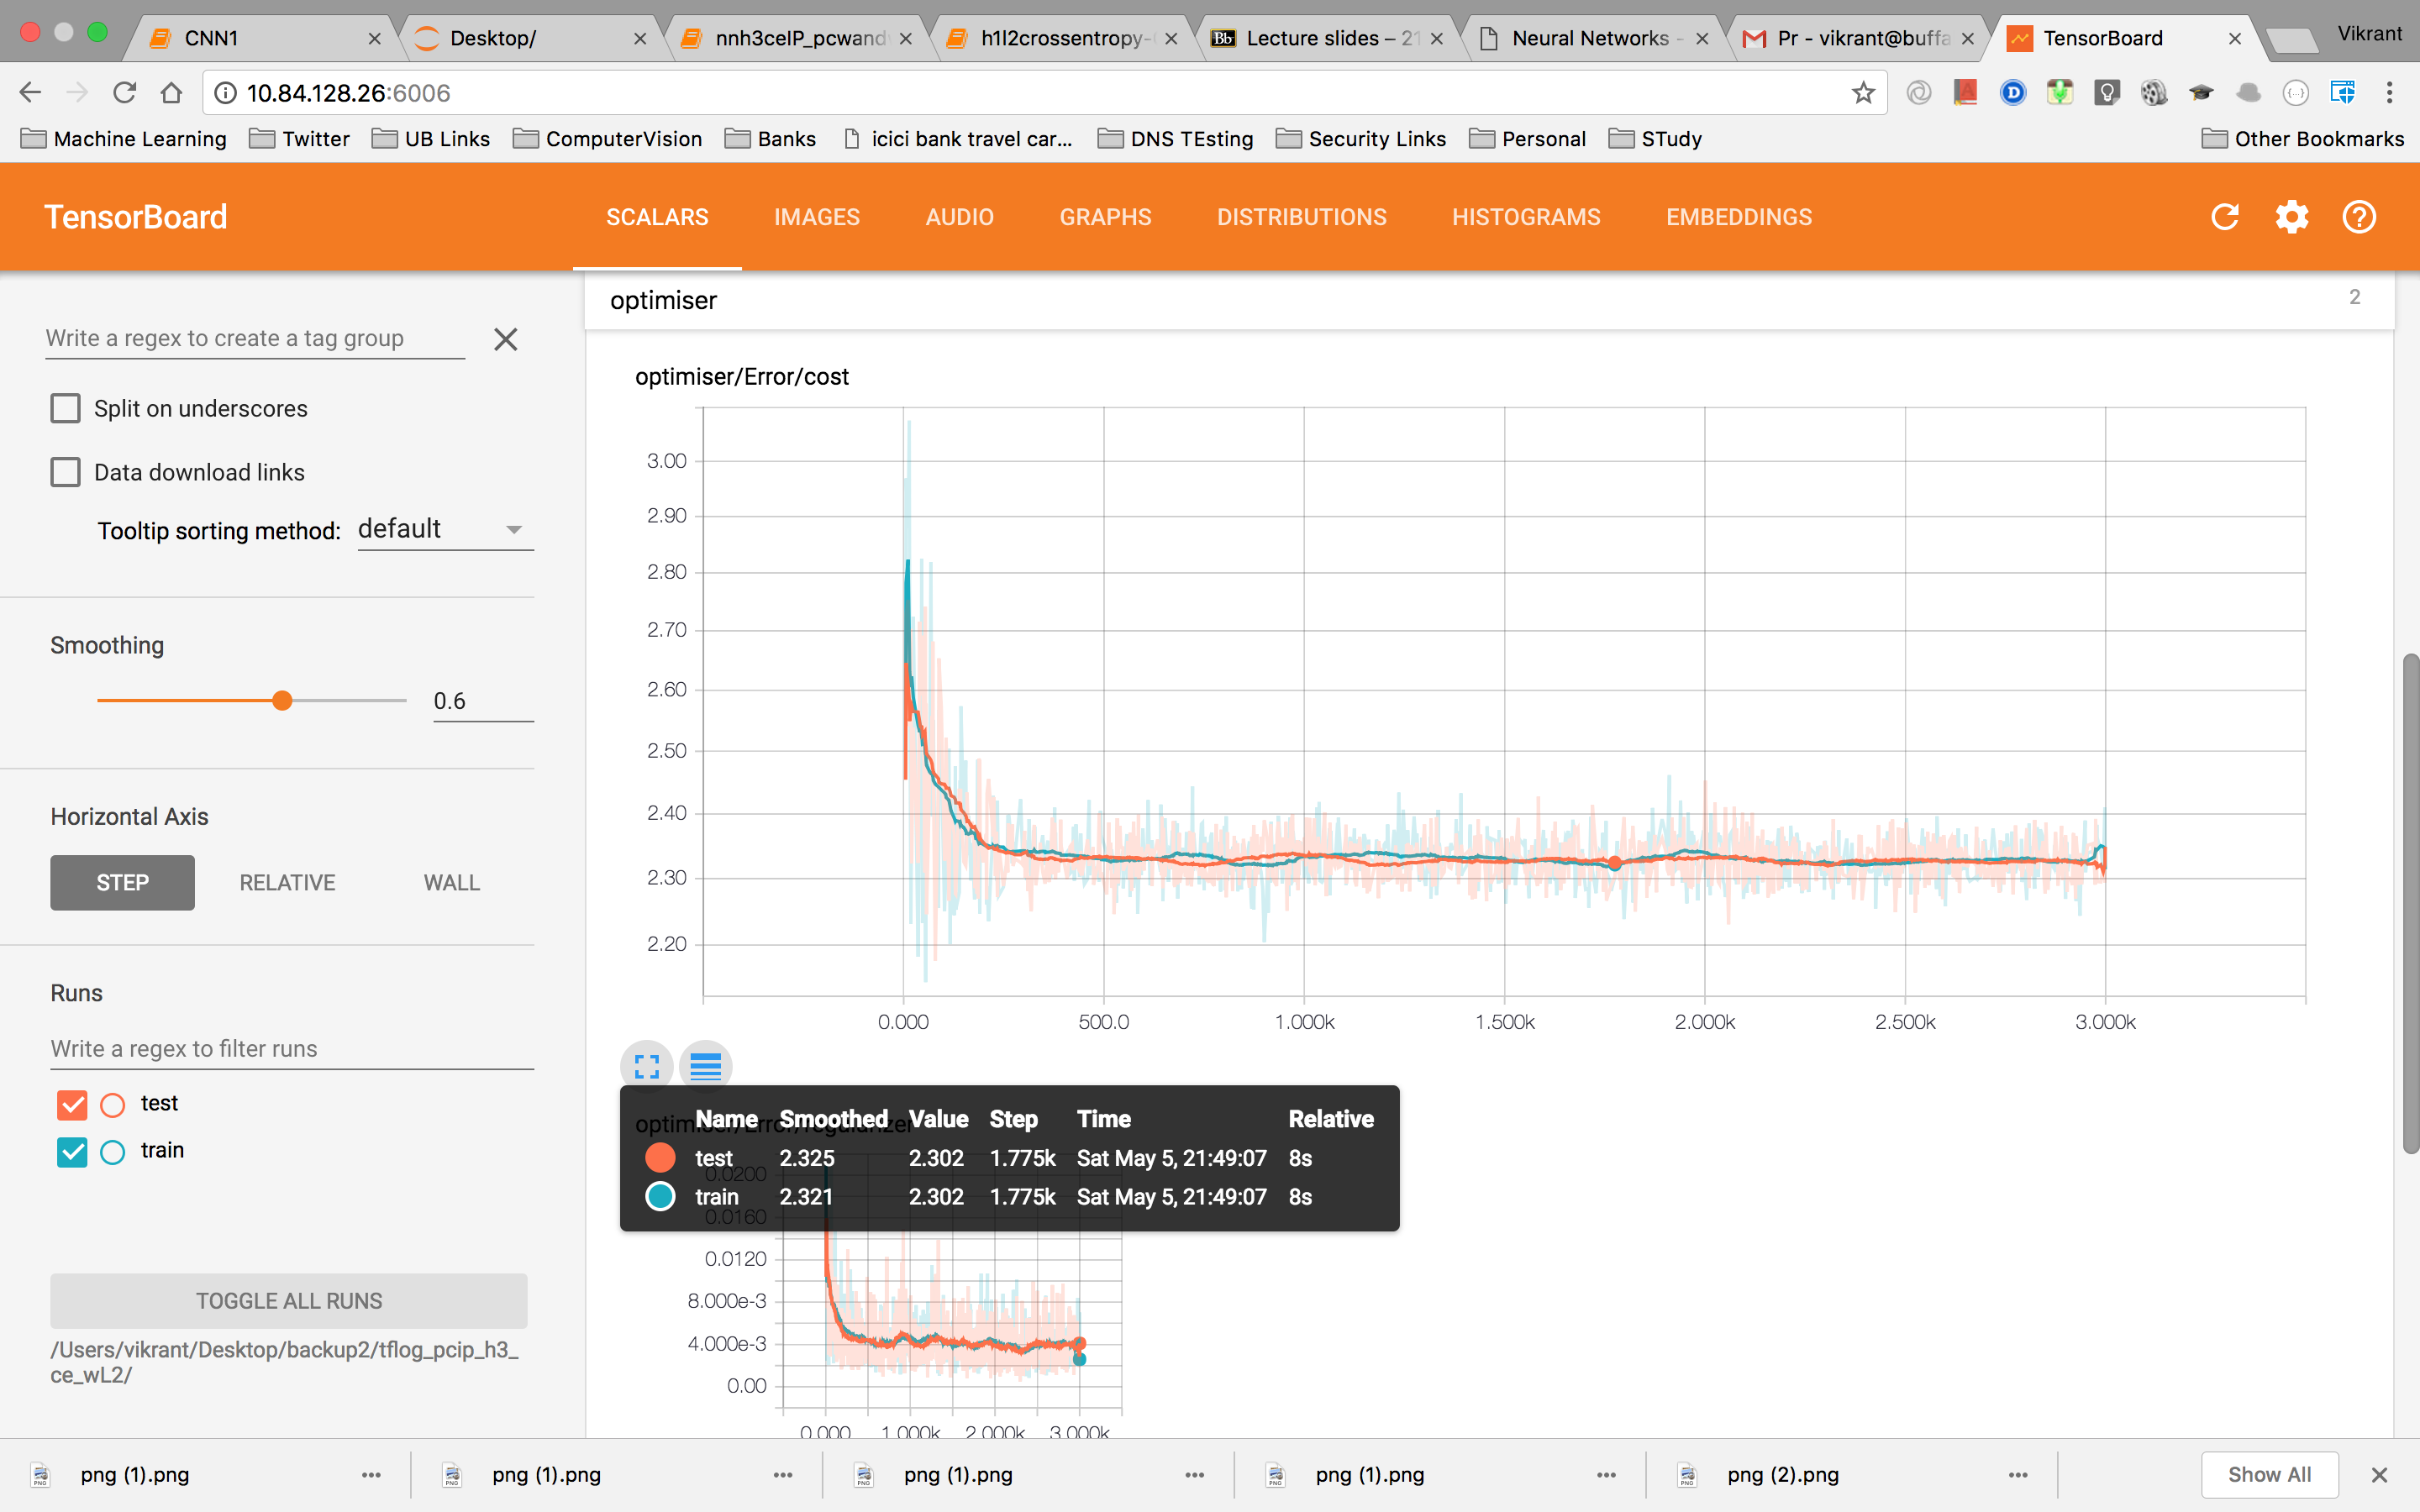 CNN1
Desktop/
nnh3ceIP_pcwand
h1l2crossentropy-
Lecture slides – 21
Neural Networks -
Pr - vikrant@buffa
TensorBoard
Vikrant
10.84.128.26:6006
Machine Learning
Twitter
UB Links
ComputerVision
Banks
icici bank travel car...
DNS TEsting
Security Links
Personal
STudy
Other Bookmarks
TensorBoard
SCALARS
IMAGES
AUDIO
GRAPHS
DISTRIBUTIONS
HISTOGRAMS
EMBEDDINGS
Write a regex to create a tag group
Split on underscores
Data download links
Tooltip sorting method: default
Smoothing
0.6
Horizontal Axis
STEP
RELATIVE
WALL
Runs
Write a regex to filter runs
test
train
TOGGLE ALL RUNS
/Users/vikrant/Desktop/backup2/tflog_pcip_h3_
ce_wL2/
optimiser
2
optimiser/Error/cost
3.00
2.90
2.80
2.70
2.60
2.50
2.40
2.30
2.20
0.000 500.0 1.000k 1.500k 2.000k 2.500k 3.000k
optimiser/Error/regularizer
Name Smoothed Value Step Time Relative
test 2.325 2.302 1.775k Sat May 5, 21:49:07 8s
train 2.321 2.302 1.775k Sat May 5, 21:49:07 8s
0.0200
0.0160
0.0120
8.000e-3
4.000e-3
0.00
0.000 1.000k 2.000k 3.000k
png (1).png
png (1).png
png (1).png
png (1).png
png (2).png
Show All